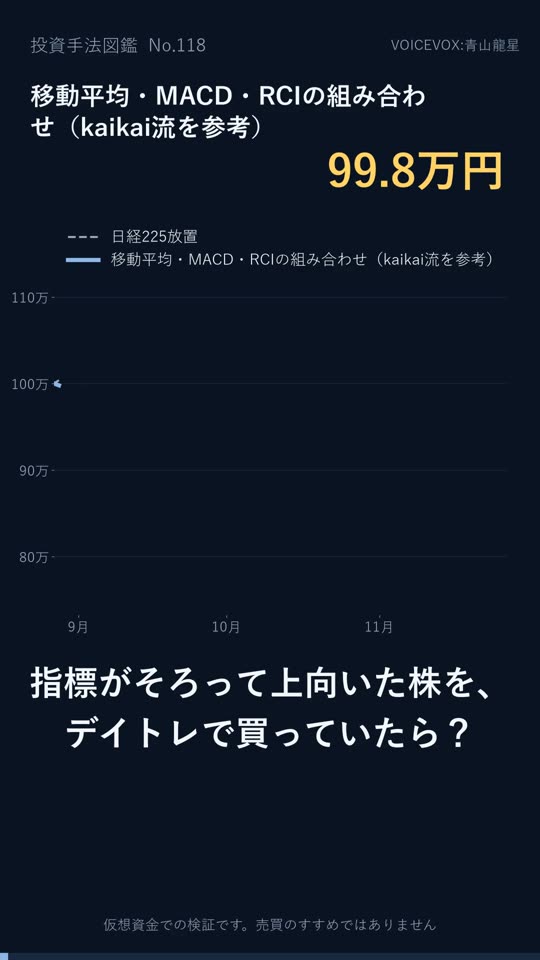 投資手法図鑑 No.118
VOICEVOX:青山龍星
移動平均・MACD・RCIの組み合わ
せ（kaikai流を参考）
99.8万円
日経225放置
移動平均・MACD・RCIの組み合わせ（kaikai流を参考）
110万
100万
90万
80万
9月 10月 11月
指標がそろって上向いた株を、
デイトレで買っていたら？
仮想資金での検証です。売買のすすめではありません